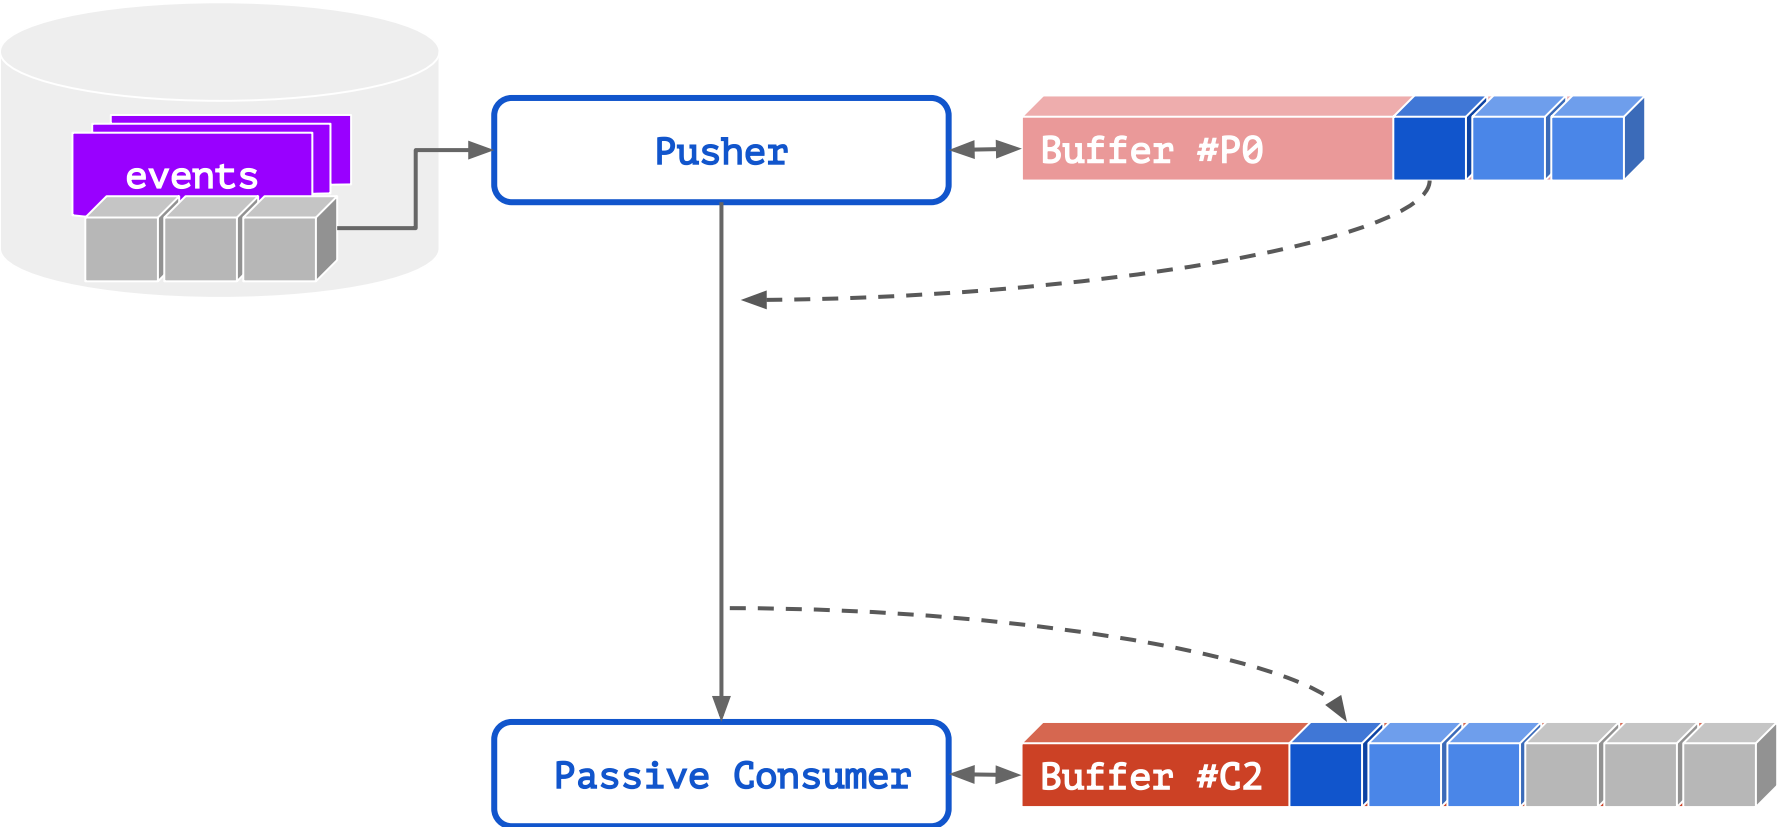 events
Pusher
Buffer #P0
Passive Consumer
Buffer #C2